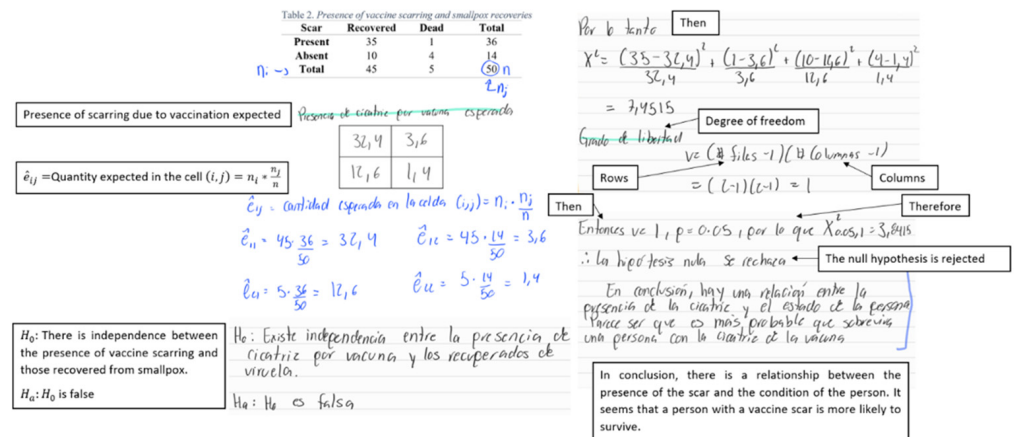 Table 2. Presence of vaccine scarring and smallpox recoveries
Scar Recovered Dead Total
Present 35 1 36
Absent 10 4 14
ni → Total 45 5 50 n
nj
Presence of scarring due to vaccination expected
Presencia de cicatriz por vacuna esperada
32,4 3,6
12,6 1,4
êij =Quantity expected in the cell (i,j) = ni * nj/n
êij = cantidad esperada en la celda (i,j) = ni · nj/n
ê11 = 45·36/50 = 32,4 ê12 = 45·14/50 = 3,6
= 5·36/50 = 12,6 = 5·14/50 = 1,4
H0: There is independence between
the presence of vaccine scarring and
those recovered from smallpox.
Ha: H0 is false
Ho: Existe independencia entre la presencia de
cicatriz por vacuna y los recuperados de
viruela.
Ha: Ho es falsa
Por lo tanto
Then
X² = (35-32,4)²/32,4 + (1-3,6)²/3,6 + (10-12,6)²/12,6 + (4-1,4)²/1,4
= 7,4515
Degree of freedom
Grado de libertad
v = (# filas -1)(# Columnas -1)
Rows
Columns
= (2-1)(2-1) = 1
Then
Therefore
Entonces v= 1, p= 0.05, por lo que X²0.05,1 = 3,8415
∴ La hipótesis nula se rechaza
The null hypothesis is rejected
En conclusión, hay una relación entre la
presencia de la cicatriz y el estado de la persona
Parece ser que es más probable que sobreviva
una persona con la cicatriz de la vacuna
In conclusion, there is a relationship between the
presence of the scar and the condition of the person. It
seems that a person with a vaccine scar is more likely to
survive.